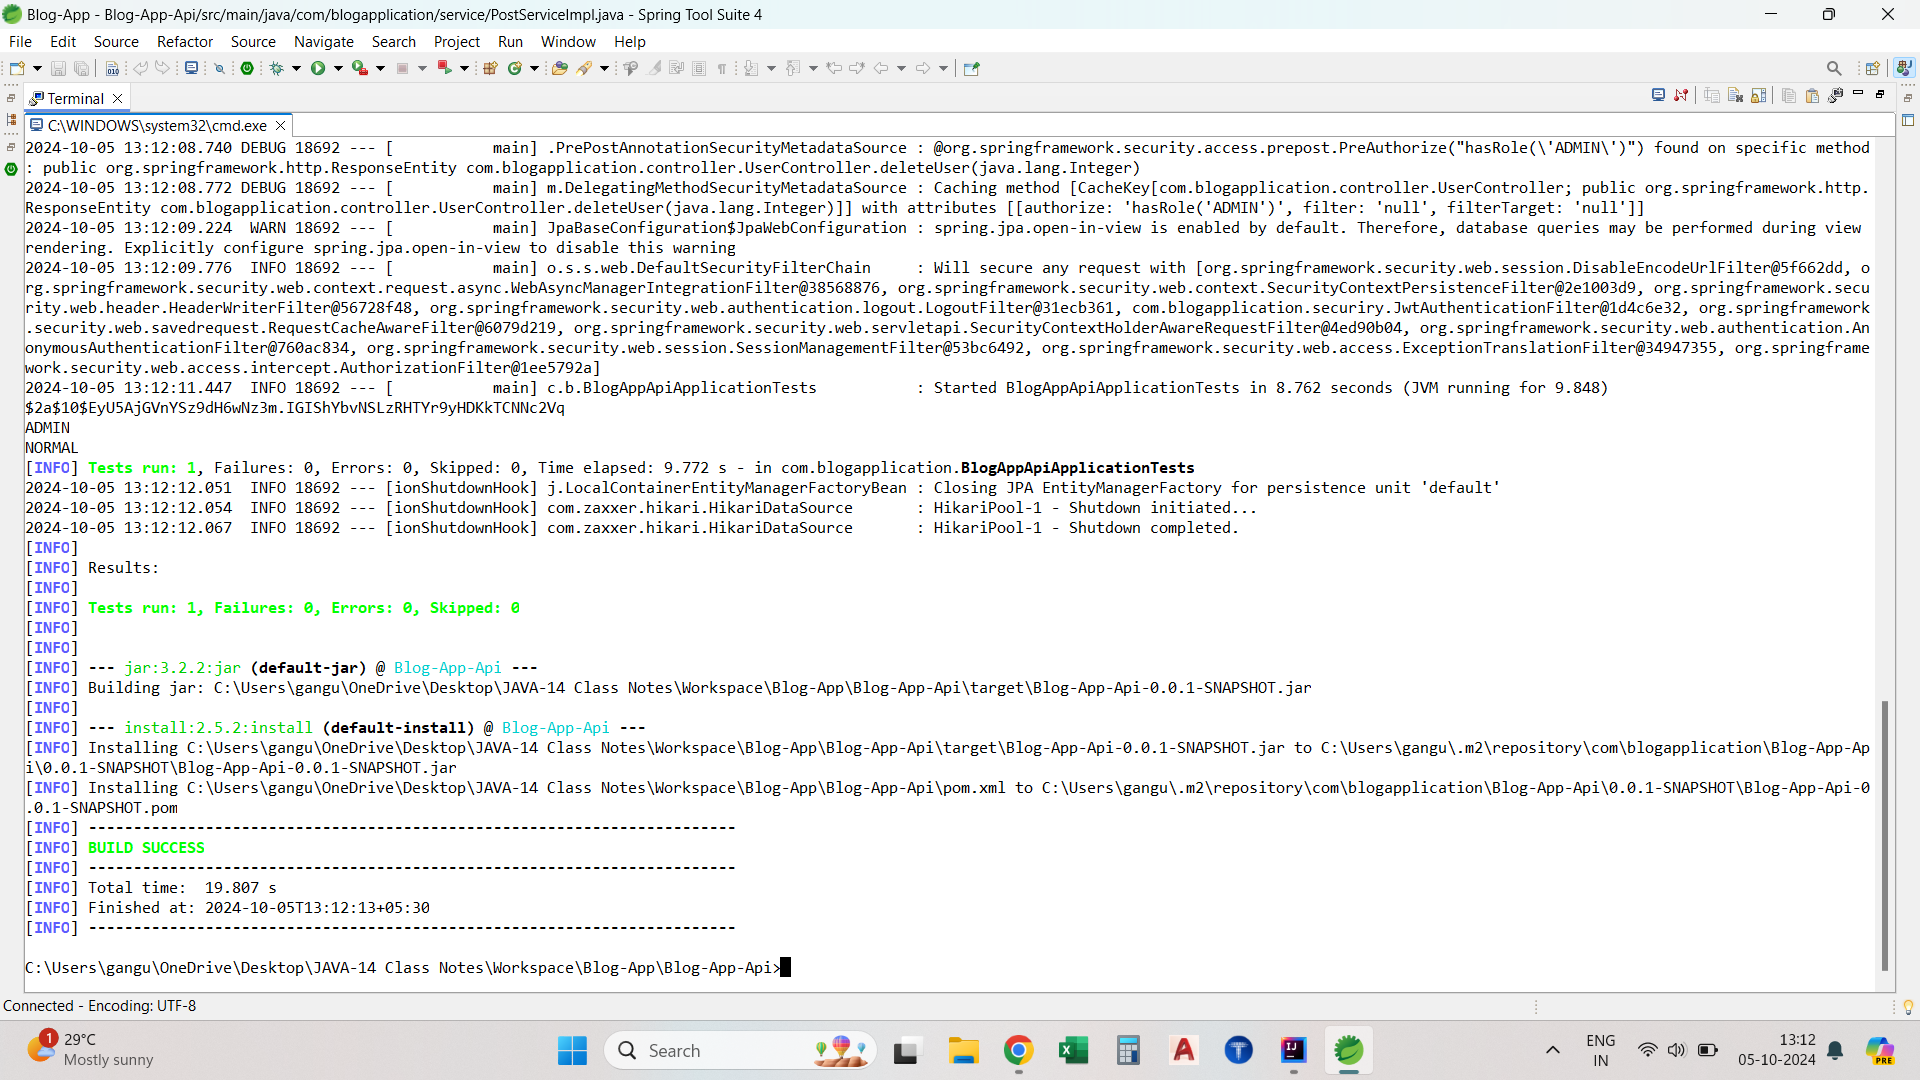 Blog-App - Blog-App-Api/src/main/java/com/blogapplication/service/PostServiceImpl.java - Spring Tool Suite 4
File Edit Source Refactor Source Navigate Search Project Run Window Help
Terminal
C:\WINDOWS\system32\cmd.exe
2024-10-05 13:12:08.740 DEBUG 18692 --- [           main] .PrePostAnnotationSecurityMetadataSource : @org.springframework.security.access.prepost.PreAuthorize("hasRole(\'ADMIN\')") found on specific method
: public org.springframework.http.ResponseEntity com.blogapplication.controller.UserController.deleteUser(java.lang.Integer)
2024-10-05 13:12:08.772 DEBUG 18692 --- [           main] m.DelegatingMethodSecurityMetadataSource : Caching method [CacheKey[com.blogapplication.controller.UserController; public org.springframework.http.
ResponseEntity com.blogapplication.controller.UserController.deleteUser(java.lang.Integer)]] with attributes [[authorize: 'hasRole('ADMIN')', filter: 'null', filterTarget: 'null']]
2024-10-05 13:12:09.224  WARN 18692 --- [           main] JpaBaseConfiguration$JpaWebConfiguration : spring.jpa.open-in-view is enabled by default. Therefore, database queries may be performed during view
rendering. Explicitly configure spring.jpa.open-in-view to disable this warning
2024-10-05 13:12:09.776  INFO 18692 --- [           main] o.s.s.web.DefaultSecurityFilterChain     : Will secure any request with [org.springframework.security.web.session.DisableEncodeUrlFilter@5f662dd, o
rg.springframework.security.web.context.request.async.WebAsyncManagerIntegrationFilter@38568876, org.springframework.security.web.context.SecurityContextPersistenceFilter@2e1003d9, org.springframework.secu
rity.web.header.HeaderWriterFilter@56728f48, org.springframework.security.web.authentication.logout.LogoutFilter@31ecb361, com.blogapplication.securiry.JwtAuthenticationFilter@1d4c6e32, org.springframework
.security.web.savedrequest.RequestCacheAwareFilter@6079d219, org.springframework.security.web.servletapi.SecurityContextHolderAwareRequestFilter@4ed90b04, org.springframework.security.web.authentication.An
onymousAuthenticationFilter@760ac834, org.springframework.security.web.session.SessionManagementFilter@53bc6492, org.springframework.security.web.access.ExceptionTranslationFilter@34947355, org.springframe
work.security.web.access.intercept.AuthorizationFilter@1ee5792a]
2024-10-05 13:12:11.447  INFO 18692 --- [           main] c.b.BlogAppApiApplicationTests           : Started BlogAppApiApplicationTests in 8.762 seconds (JVM running for 9.848)
$2a$10$EyU5AjGVnYSz9dH6wNz3m.IGIShYbvNSLzRHTYr9yHDKkTCNNc2Vq
ADMIN
NORMAL
[INFO] Tests run: 1, Failures: 0, Errors: 0, Skipped: 0, Time elapsed: 9.772 s - in com.blogapplication.BlogAppApiApplicationTests
2024-10-05 13:12:12.051  INFO 18692 --- [ionShutdownHook] j.LocalContainerEntityManagerFactoryBean : Closing JPA EntityManagerFactory for persistence unit 'default'
2024-10-05 13:12:12.054  INFO 18692 --- [ionShutdownHook] com.zaxxer.hikari.HikariDataSource       : HikariPool-1 - Shutdown initiated...
2024-10-05 13:12:12.067  INFO 18692 --- [ionShutdownHook] com.zaxxer.hikari.HikariDataSource       : HikariPool-1 - Shutdown completed.
[INFO]
[INFO] Results:
[INFO]
[INFO] Tests run: 1, Failures: 0, Errors: 0, Skipped: 0
[INFO]
[INFO]
[INFO] --- jar:3.2.2:jar (default-jar) @ Blog-App-Api ---
[INFO] Building jar: C:\Users\gangu\OneDrive\Desktop\JAVA-14 Class Notes\Workspace\Blog-App\Blog-App-Api\target\Blog-App-Api-0.0.1-SNAPSHOT.jar
[INFO]
[INFO] --- install:2.5.2:install (default-install) @ Blog-App-Api ---
[INFO] Installing C:\Users\gangu\OneDrive\Desktop\JAVA-14 Class Notes\Workspace\Blog-App\Blog-App-Api\target\Blog-App-Api-0.0.1-SNAPSHOT.jar to C:\Users\gangu\.m2\repository\com\blogapplication\Blog-App-Ap
i\0.0.1-SNAPSHOT\Blog-App-Api-0.0.1-SNAPSHOT.jar
[INFO] Installing C:\Users\gangu\OneDrive\Desktop\JAVA-14 Class Notes\Workspace\Blog-App\Blog-App-Api\pom.xml to C:\Users\gangu\.m2\repository\com\blogapplication\Blog-App-Api\0.0.1-SNAPSHOT\Blog-App-Api-0
.0.1-SNAPSHOT.pom
[INFO] ------------------------------------------------------------------------
[INFO] BUILD SUCCESS
[INFO] ------------------------------------------------------------------------
[INFO] Total time:  19.807 s
[INFO] Finished at: 2024-10-05T13:12:13+05:30
[INFO] ------------------------------------------------------------------------
C:\Users\gangu\OneDrive\Desktop\JAVA-14 Class Notes\Workspace\Blog-App\Blog-App-Api>
Connected - Encoding: UTF-8
1
29°C
Mostly sunny
Search
ENG
IN
13:12
05-10-2024
PRE